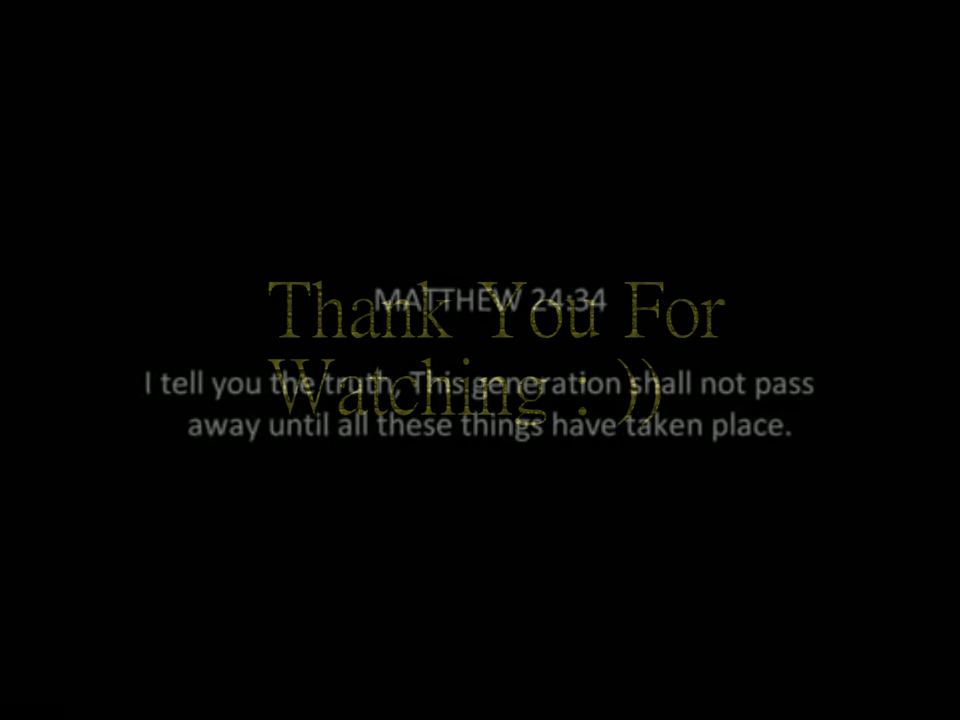 MATTHEW 24:34
Thank You For
I tell you the truth, This generation shall not pass
Watching : ))
away until all these things have taken place.